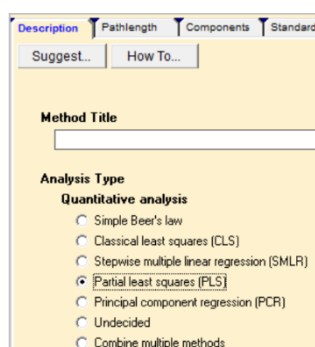 Description Pathlength Components Standard
Suggest... How To...
Method Title
Analysis Type
Quantitative analysis
Simple Beer's law
Classical least squares (CLS)
Stepwise multiple linear regression (SMLR)
Partial least squares (PLS)
Principal component regression (PCR)
Undecided
Combine multiple methods